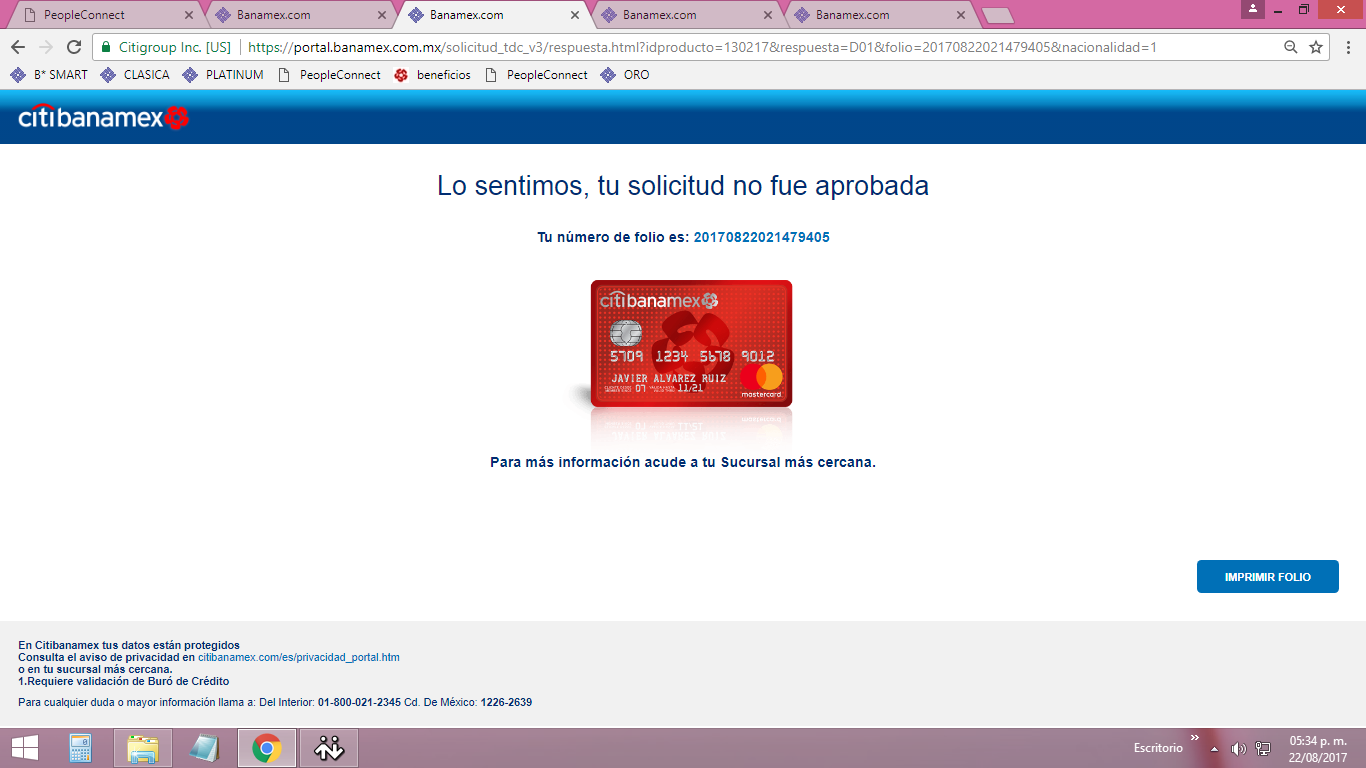 PeopleConnect
Banamex.com
Banamex.com
Banamex.com
Banamex.com
Citigroup Inc. [US] https://portal.banamex.com.mx/solicitud_tdc_v3/respuesta.html?idproducto=130217&respuesta=D01&folio=20170822021479405&nacionalidad=1
B* SMART CLASICA PLATINUM PeopleConnect beneficios PeopleConnect ORO
citibanamex
Lo sentimos, tu solicitud no fue aprobada
Tu número de folio es: 20170822021479405
citibanamex
5709 1234 5678 9012
JAVIER ALVAREZ RUIZ
07 11/21
mastercard
Para más información acude a tu Sucursal más cercana.
IMPRIMIR FOLIO
En Citibanamex tus datos están protegidos
Consulta el aviso de privacidad en citibanamex.com/es/privacidad_portal.htm
o en tu sucursal más cercana.
1.Requiere validación de Buró de Crédito
Para cualquier duda o mayor información llama a: Del Interior: 01-800-021-2345 Cd. De México: 1226-2639
Escritorio
05:34 p. m.
22/08/2017